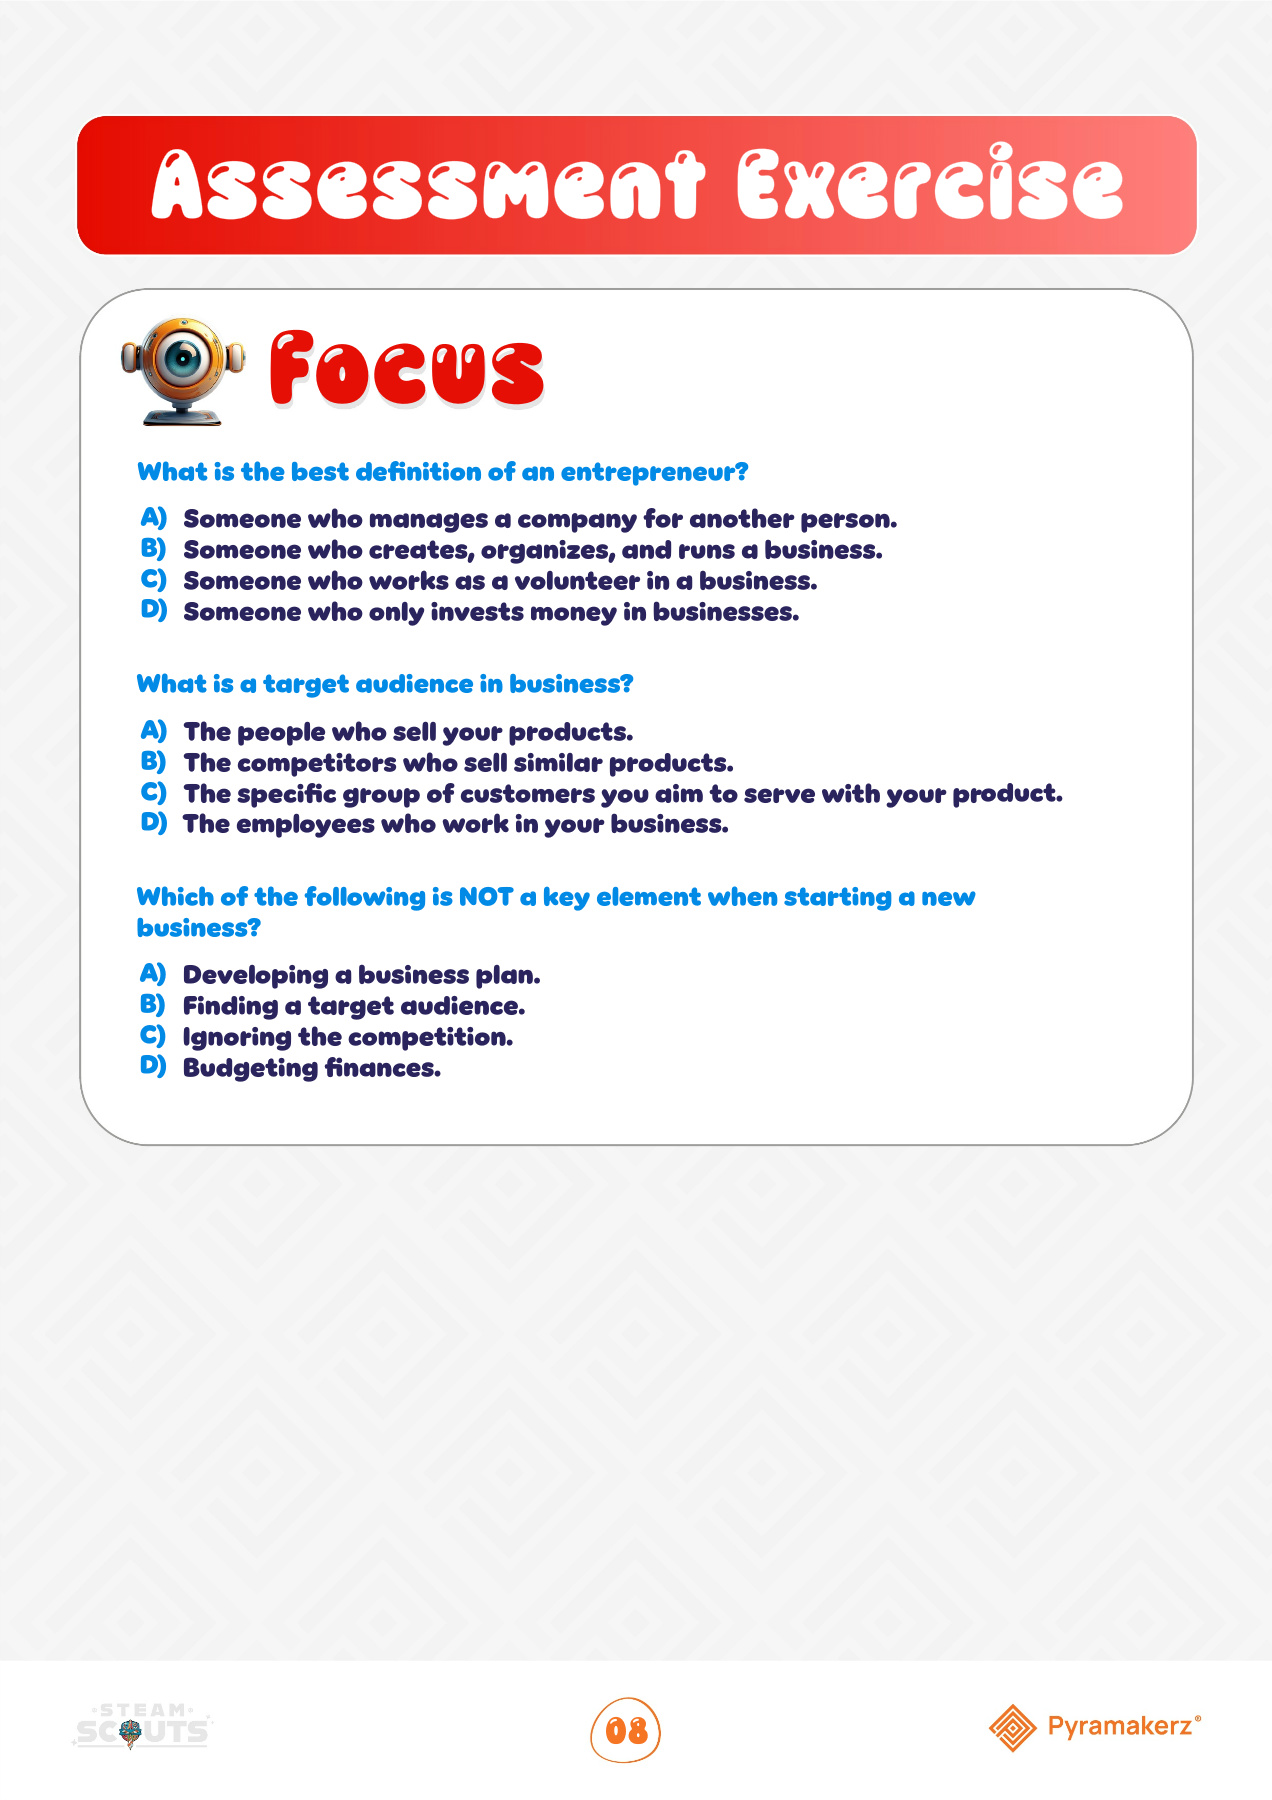 Assessment Exercise
Focus
What is the best definition of an entrepreneur?
A) Someone who manages a company for another person.
B) Someone who creates, organizes, and runs a business.
C) Someone who works as a volunteer in a business.
D) Someone who only invests money in businesses.
What is a target audience in business?
A) The people who sell your products.
B) The competitors who sell similar products.
C) The specific group of customers you aim to serve with your product.
D) The employees who work in your business.
Which of the following is NOT a key element when starting a new
business?
A) Developing a business plan.
B) Finding a target audience.
C) Ignoring the competition.
D) Budgeting finances.
STEAM
SCOUTS
08
Pyramakerz®